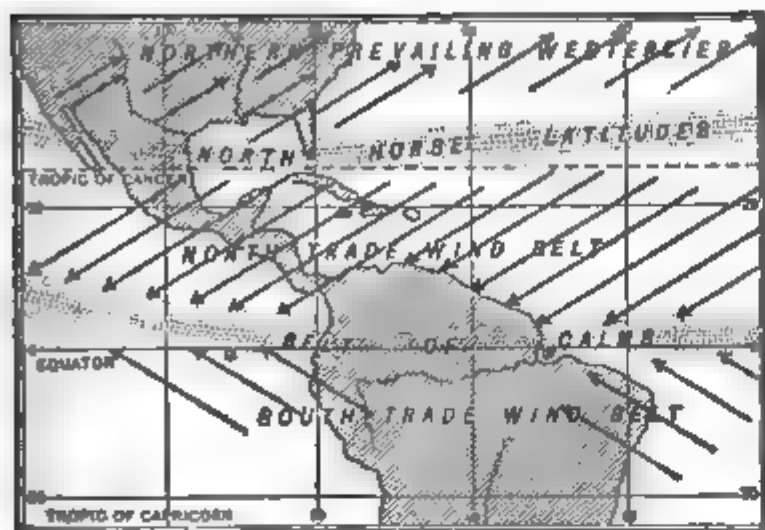 NORTHERN PREVAILING WESTERLIES
NORTH HORSE LATITUDES
TROPIC OF CANCER
NORTH TRADE WIND BELT
BELT OF CALMS
EQUATOR
SOUTH TRADE WIND BELT
TROPIC OF CAPRICORN